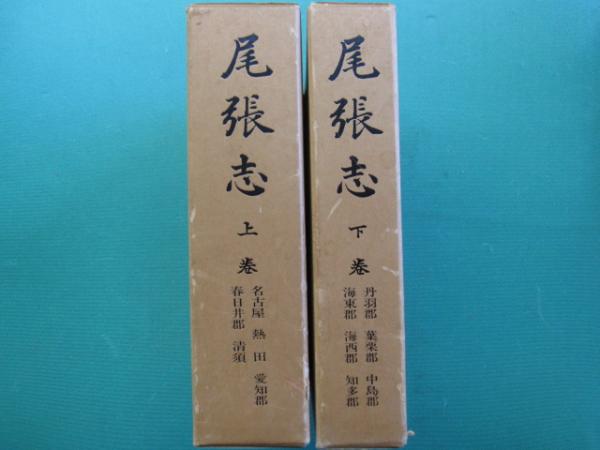 尾張志
上巻
名古屋 熱田 愛知郡
春日井郡 清須
尾張志
下巻
丹羽郡 葉栗郡 中島郡
海東郡 海西郡 知多郡